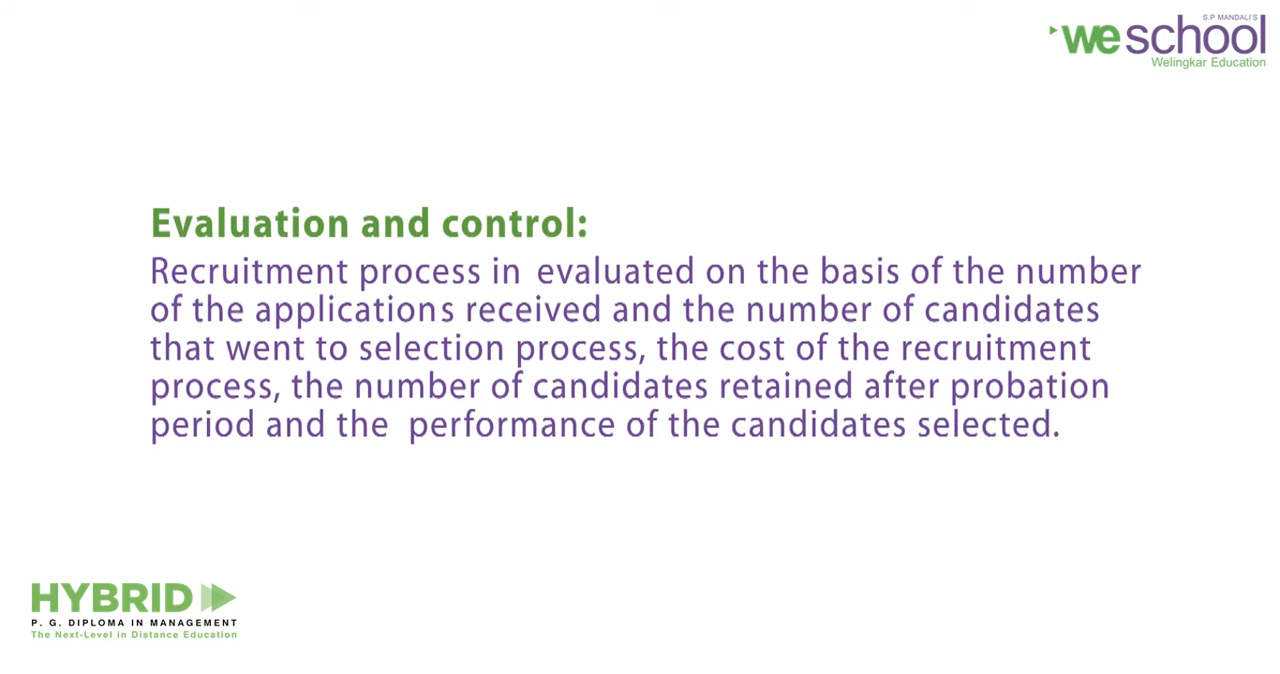 S.P MANDALI'S
we school
Welingkar Education
Evaluation and control:
Recruitment process in evaluated on the basis of the number
of the applications received and the number of candidates
that went to selection process, the cost of the recruitment
process, the number of candidates retained after probation
period and the performance of the candidates selected.
HYBRID
P. G. DIPLOMA IN MANAGEMENT
The Next-Level in Distance Education